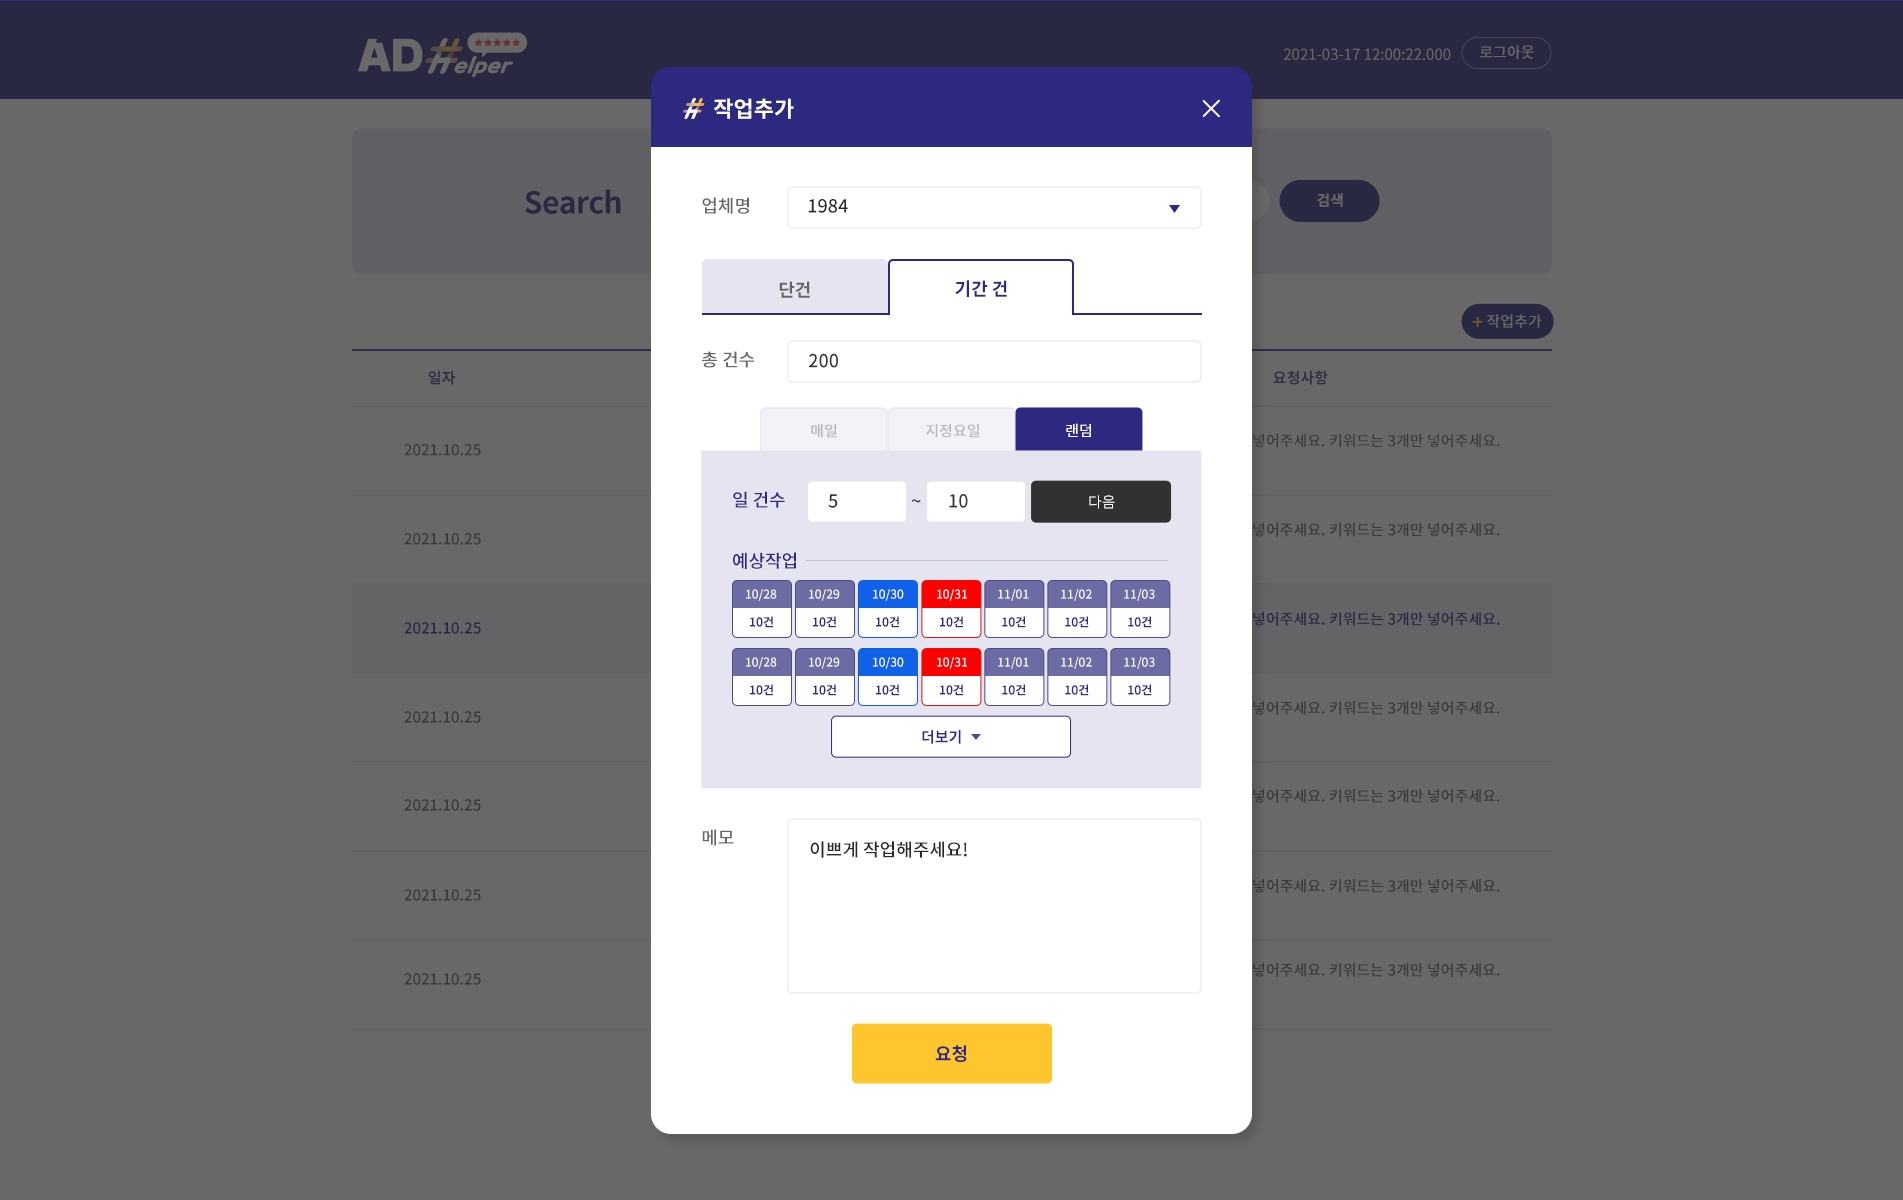 AD #elper
2021-03-17 12:00:22.000 로그아웃
# 작업추가
Search
검색
업체명 1984
단건 기간 건
+ 작업추가
총 건수 200
일자
요청사항
매일 지정요일 랜덤
2021.10.25
넣어주세요. 키워드는 3개만 넣어주세요.
일 건수 5 ~ 10 다음
2021.10.25
넣어주세요. 키워드는 3개만 넣어주세요.
예상작업
10/28 10/29 10/30 10/31 11/01 11/02 11/03
10건 10건 10건 10건 10건 10건 10건
2021.10.25
넣어주세요. 키워드는 3개만 넣어주세요.
10/28 10/29 10/30 10/31 11/01 11/02 11/03
10건 10건 10건 10건 10건 10건 10건
2021.10.25
넣어주세요. 키워드는 3개만 넣어주세요.
더보기
2021.10.25
넣어주세요. 키워드는 3개만 넣어주세요.
메모 이쁘게 작업해주세요!
2021.10.25
넣어주세요. 키워드는 3개만 넣어주세요.
2021.10.25
넣어주세요. 키워드는 3개만 넣어주세요.
요청